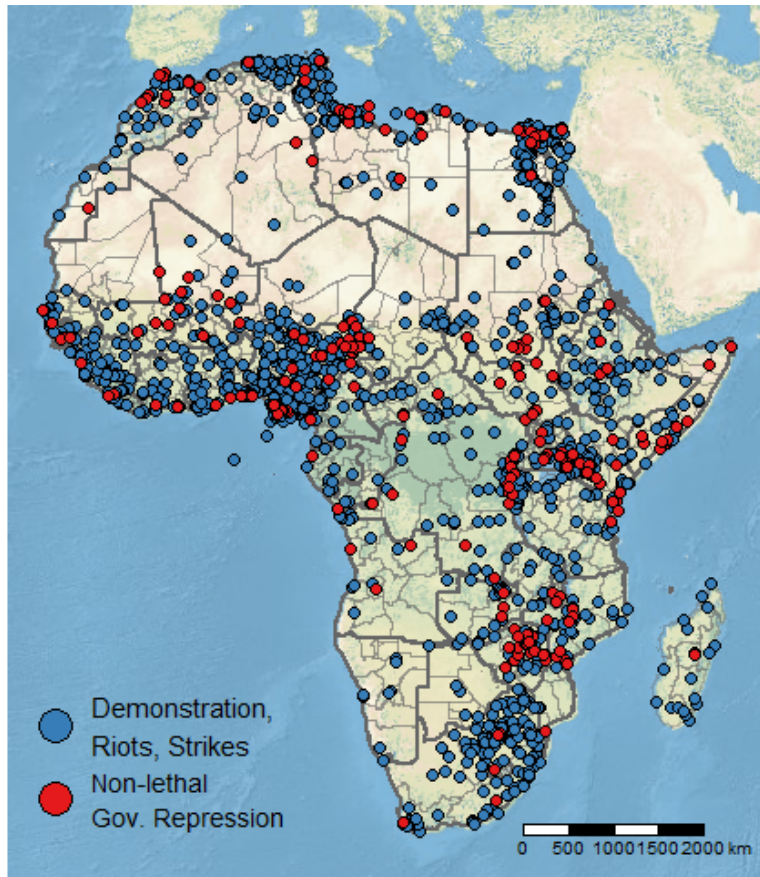 Demonstration,
Riots, Strikes
Non-lethal
Gov. Repression
0 500 1000 1500 2000 km